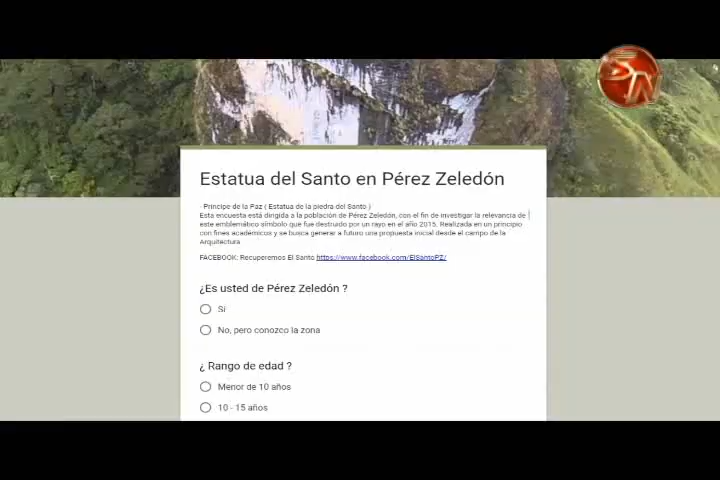 Estatua del Santo en Pérez Zeledón
- Principe de la Paz ( Estatua de la piedra del Santo )
Esta encuesta está dirigida a la población de Pérez Zeledón, con el fin de investigar la relevancia de
este emblemático símbolo que fue destruido por un rayo en el año 2015. Realizada en un principio
con fines académicos y se busca generar a futuro una propuesta inicial desde el campo de la
Arquitectura
FACEBOOK: Recuperemos El Santo https://www.facebook.com/ElSantoPZ/
¿Es usted de Pérez Zeledón ?
Sí
No, pero conozco la zona
¿ Rango de edad ?
Menor de 10 años
10 - 15 años